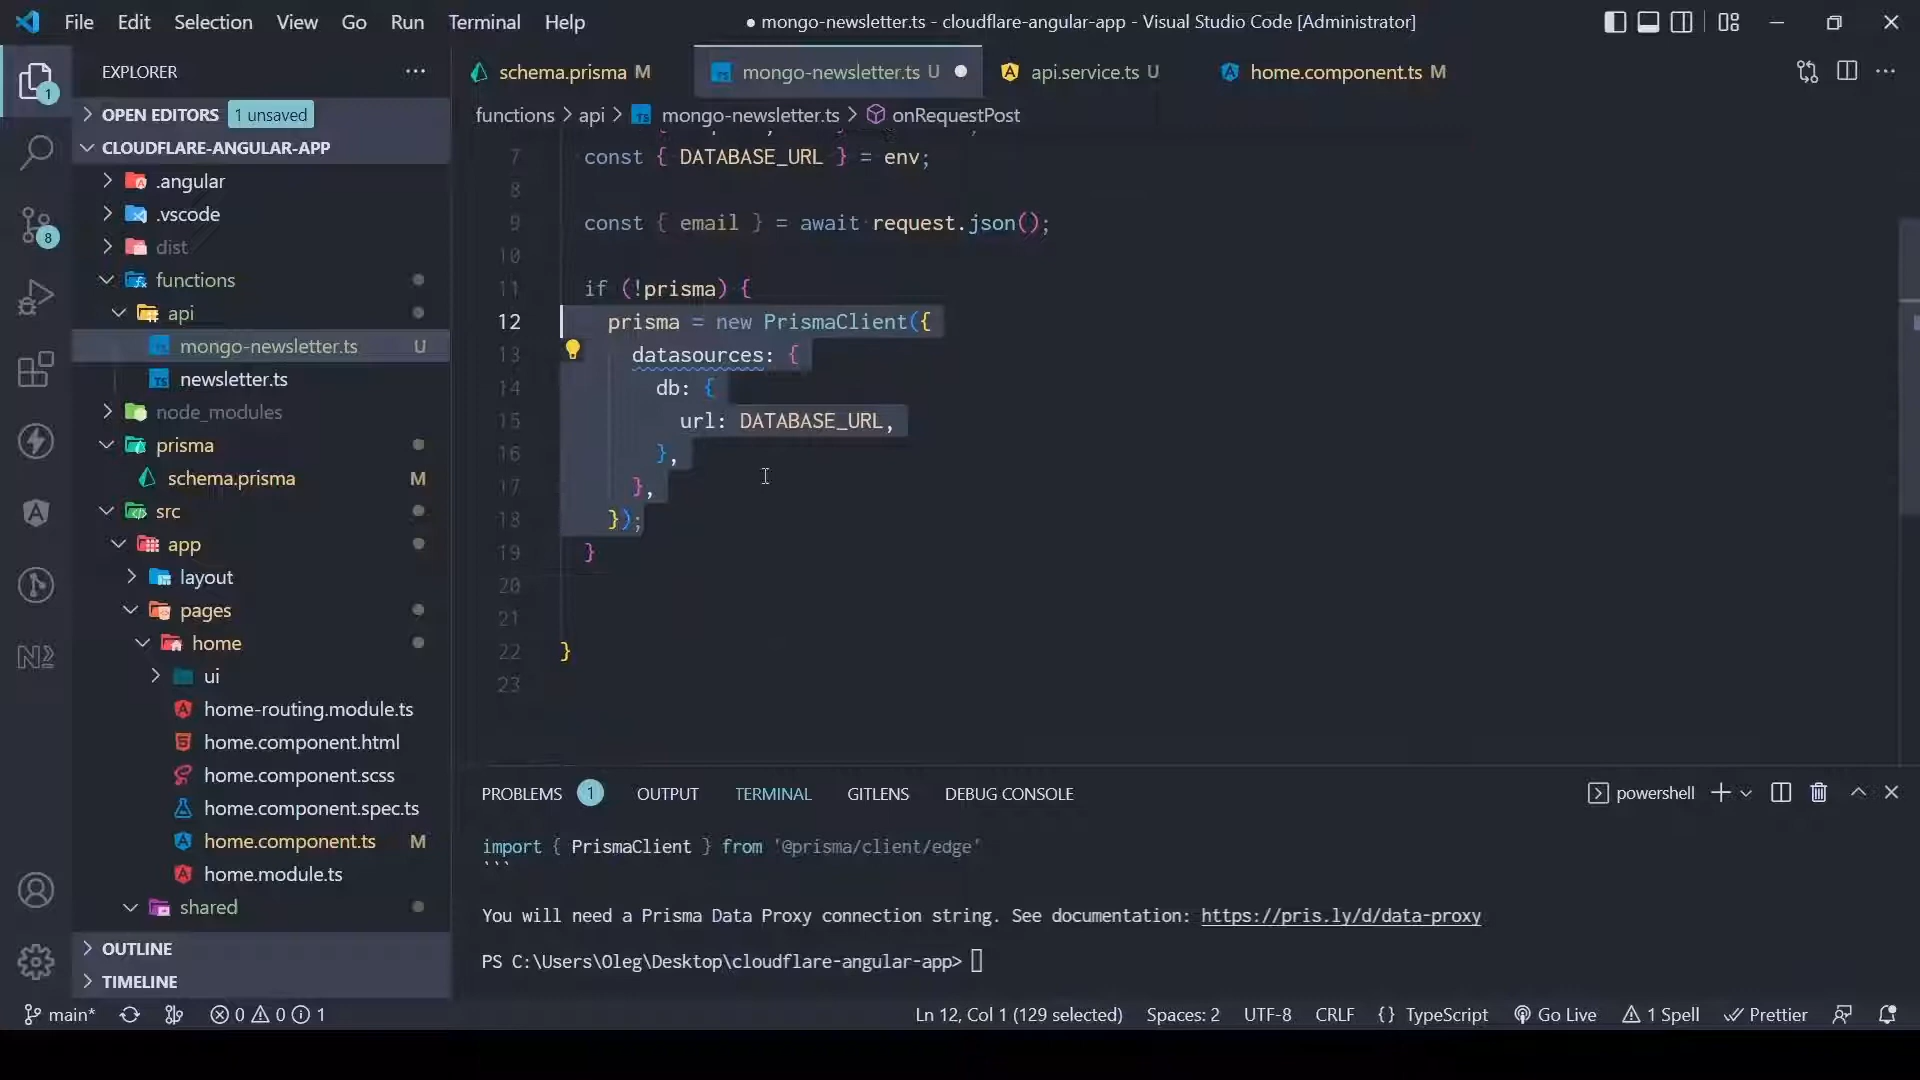 File Edit Selection View Go Run Terminal Help
● mongo-newsletter.ts - cloudflare-angular-app - Visual Studio Code [Administrator]
EXPLORER
OPEN EDITORS 1 unsaved
CLOUDFLARE-ANGULAR-APP
.angular
.vscode
dist
functions
api
mongo-newsletter.ts U
newsletter.ts
node_modules
prisma
schema.prisma M
src
app
layout
pages
home
ui
home-routing.module.ts
home.component.html
home.component.scss
home.component.spec.ts
home.component.ts M
home.module.ts
shared
OUTLINE
TIMELINE
1
8
schema.prisma M
mongo-newsletter.ts U
api.service.ts U
home.component.ts M
functions > api > mongo-newsletter.ts > onRequestPost
7 const { DATABASE_URL } = env;
8
9 const { email } = await request.json();
10
11 if (!prisma) {
12 prisma = new PrismaClient({
13 datasources: {
14 db: {
15 url: DATABASE_URL,
16 },
17 },
18 });
19 }
20
21
22 }
23
PROBLEMS 1 OUTPUT TERMINAL GITLENS DEBUG CONSOLE
powershell
import { PrismaClient } from '@prisma/client/edge'
```
You will need a Prisma Data Proxy connection string. See documentation: https://pris.ly/d/data-proxy
PS C:\Users\Oleg\Desktop\cloudflare-angular-app>
main* 0 0 1 Ln 12, Col 1 (129 selected) Spaces: 2 UTF-8 CRLF {} TypeScript Go Live 1 Spell Prettier